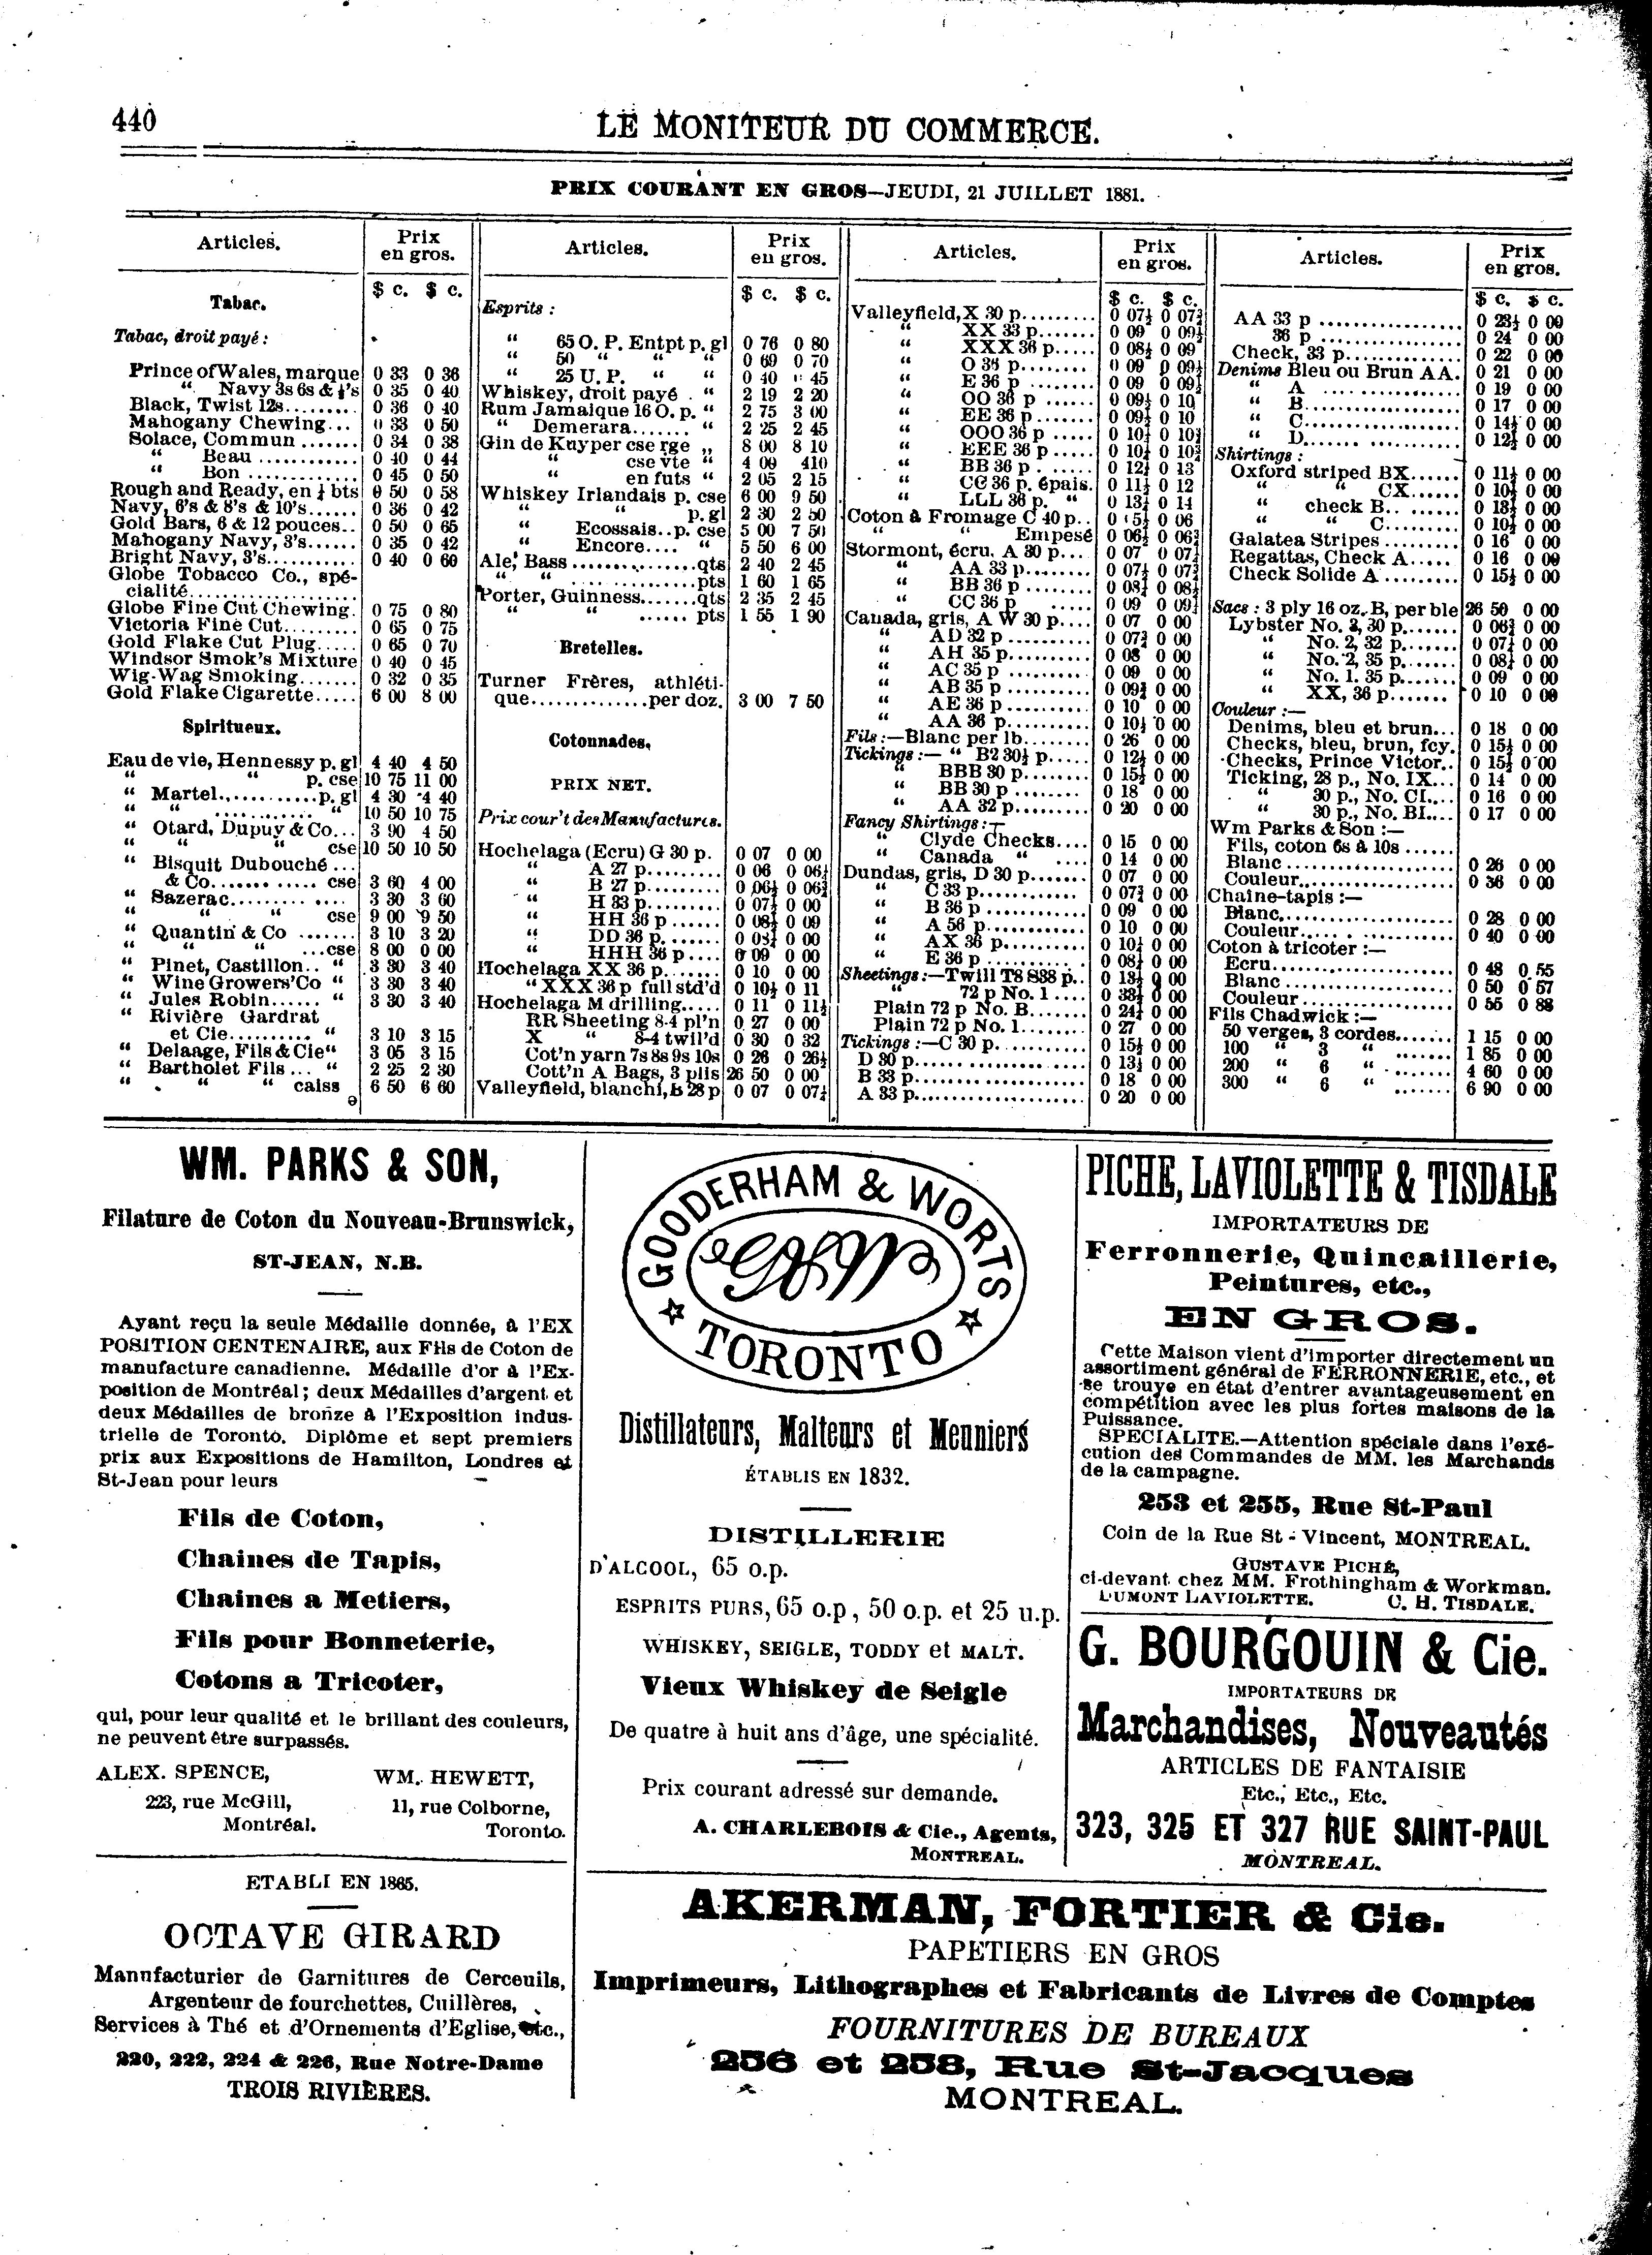 440
LE MONITEUR DU COMMERCE.
PRIX COURANT EN GROS—JEUDI, 21 JUILLET 1881.
Articles. Prix en gros.
$ c. $ c.
Tabac.
Tabac, droit payé :
Prince of Wales, marque 0 33 0 36
“ Navy 3s 6s & ½'s 0 35 0 40
Black, Twist 12s......... 0 36 0 40
Mahogany Chewing... 0 33 0 50
Solace, Commun ....... 0 34 0 38
“ Beau ............ 0 40 0 44
“ Bon .............. 0 45 0 50
Rough and Ready, en ½ bts 0 50 0 58
Navy, 6's & 8's & 10's...... 0 36 0 42
Gold Bars, 6 & 12 pouces.. 0 50 0 65
Mahogany Navy, 3's...... 0 35 0 42
Bright Navy, 3's........... 0 40 0 60
Globe Tobacco Co., spé-
cialité......................
Globe Fine Cut Chewing. 0 75 0 80
Victoria Fine Cut......... 0 65 0 75
Gold Flake Cut Plug..... 0 65 0 70
Windsor Smok's Mixture 0 40 0 45
Wig-Wag Smoking....... 0 32 0 35
Gold Flake Cigarette..... 6 00 8 00
Spiritueux.
Eau de vie, Hennessy p. gl 4 40 4 50
“ “ p. cse 10 75 11 00
“ Martel.,..........p. gl 4 30 4 40
“ “ ............ “ 10 50 10 75
“ Otard, Dupuy & Co... 3 90 4 50
“ “ “ cse 10 50 10 50
“ Bisquit Dubouché ...
& Co....... ..... cse 3 60 4 00
“ Sazerac......... .... 3 30 3 60
“ “ “ cse 9 00 9 50
“ Quantin & Co ....... 3 10 3 20
“ “ “ ...cse 8 00 0 00
“ Pinet, Castillon.. “ 3 30 3 40
“ Wine Growers'Co “ 3 30 3 40
“ Jules Robin...... “ 3 30 3 40
“ Rivière Gardrat
et Cie.......... “ 3 10 3 15
“ Delaage, Fils & Cie “ 3 05 3 15
“ Bartholet Fils... “ 2 25 2 30
“ “ “ caiss 6 50 6 60
e
Articles. Prix en gros.
$ c. $ c.
Esprits :
“ 65 O. P. Entpt p. gl 0 76 0 80
“ 50 “ “ “ 0 69 0 70
“ 25 U. P. “ “ 0 40 45
Whiskey, droit payé . “ 2 19 2 20
Rum Jamaique 16 O. p. “ 2 75 3 00
“ Demerara....... “ 2 25 2 45
Gin de Kuyper cse rge „ 8 00 8 10
“ cse vte “ 4 00 410
“ en futs “ 2 05 2 15
Whiskey Irlandais p. cse 6 00 9 50
“ “ p. gl 2 30 2 50
“ Ecossais..p. cse 5 00 7 50
“ Encore.... “ 5 50 6 00
Ale, Bass ................qts 2 40 2 45
“ “ ................pts 1 60 1 65
Porter, Guinness.......qts 2 35 2 45
“ “ ...... pts 1 55 1 90
Bretelles.
Turner Frères, athléti-
que..............per doz. 3 00 7 50
Cotonnades,
PRIX NET.
Prix cour't des Manufactures.
Hochelaga (Ecru) G 30 p. 0 07 0 00
“ A 27 p......... 0 06 0 06½
“ B 27 p......... 0 06½ 0 06¾
“ H 33 p......... 0 07½ 0 00
“ HH 36 p ...... 0 08½ 0 09
“ DD 36 p....... 0 08½ 0 00
“ HHH 36 p.... 0 09 0 00
Hochelaga XX 36 p....... 0 10 0 00
“ XXX 36 p full std'd 0 10½ 0 11
Hochelaga M drilling..... 0 11 0 11½
RR Sheeting 8-4 pl'n 0 27 0 00
X “ 8-4 twil'd 0 30 0 32
Cot'n yarn 7s 8s 9s 10s 0 26 0 26½
Cott'n A Bags, 3 plis 26 50 0 00
Valleyfield, blanchi, B 28 p 0 07 0 07½
Articles. Prix en gros.
$ c. $ c.
Valleyfield, X 30 p.......... 0 07½ 0 07¾
“ XX 33 p....... 0 09 0 09½
“ XXX 36 p..... 0 08½ 0 09
“ O 36 p......... 0 09 0 09½
“ E 36 p ........ 0 09 0 09½
“ OO 36 p ...... 0 09½ 0 10
“ EE 36 p....... 0 09½ 0 10
“ OOO 36 p ..... 0 10½ 0 10¾
“ EEE 36 p..... 0 10½ 0 10¾
“ BB 36 p. ...... 0 12½ 0 13
“ CC 36 p. épais. 0 11½ 0 12
“ LLL 36 p. “ 0 13½ 0 14
Coton à Fromage C 40 p.. 0 5½ 0 06
“ “ Empesé 0 06½ 0 06¾
Stormont, écru. A 30 p... 0 07 0 07½
“ AA 33 p........ 0 07½ 0 07¾
“ BB 36 p ........ 0 08½ 0 08½
“ CC 36 p ..... 0 09 0 09½
Canada, gris, A W 30 p.... 0 07 0 00
“ AD 32 p .......... 0 07¾ 0 00
“ AH 35 p.......... 0 08 0 00
“ AC 35 p .......... 0 09 0 00
“ AB 35 p .......... 0 09¾ 0 00
“ AE 36 p .......... 0 10 0 00
“ AA 36 p.......... 0 10½ 0 00
Fils :—Blanc per lb........ 0 26 0 00
Tickings :— “ B2 30½ p..... 0 12½ 0 00
“ BBB 30 p........ 0 15½ 0 00
“ BB 30 p ........ 0 18 0 00
“ AA 32 p......... 0 20 0 00
Fancy Shirtings :—
“ Clyde Checks.... 0 15 0 00
“ Canada “ .... 0 14 0 00
Dundas, gris, D 30 p....... 0 07 0 00
“ C 33 p............ 0 07¾ 0 00
“ B 36 p ............ 0 09 0 00
“ A 56 p............ 0 10 0 00
“ AX 36 p.......... 0 10½ 0 00
“ E 36 p ............ 0 08½ 0 00
Sheetings :—Twill T8 S38 p.. 0 13½ 0 00
“ 72 p No. 1 .... 0 33½ 0 00
Plain 72 p No. B....... 0 24½ 0 00
Plain 72 p No. 1........ 0 27 0 00
Tickings :—C 30 p. .......... 0 15½ 0 00
D 30 p..................... 0 13½ 0 00
B 33 p..................... 0 18 0 00
A 33 p..................... 0 20 0 00
Articles. Prix en gros.
$ c. $ c.
AA 33 p ................. 0 23½ 0 00
36 p ................. 0 24 0 00
Check, 33 p.............. 0 22 0 00
Denims Bleu ou Brun AA. 0 21 0 00
“ A ................. 0 19 0 00
“ B................... 0 17 0 00
“ C................... 0 14½ 0 00
“ D................... 0 12½ 0 00
Shirtings :
Oxford striped BX...... 0 11½ 0 00
“ “ CX...... 0 10½ 0 00
“ check B.. ...... 0 13½ 0 00
“ “ C......... 0 10½ 0 00
Galatea Stripes ......... 0 16 0 00
Regattas, Check A..... 0 16 0 00
Check Solide A ......... 0 15½ 0 00
Sacs : 3 ply 16 oz. B, per ble 26 50 0 00
Lybster No. 3, 30 p....... 0 06¾ 0 00
“ No. 2, 32 p....... 0 07½ 0 00
“ No. 2, 35 p....... 0 08½ 0 00
“ No. 1. 35 p....... 0 09 0 00
“ XX, 36 p....... 0 10 0 00
Couleur :—
Denims, bleu et brun... 0 18 0 00
Checks, bleu, brun, fcy. 0 15½ 0 00
Checks, Prince Victor.. 0 15½ 0 00
Ticking, 28 p., No. IX... 0 14 0 00
“ 30 p., No. CI.... 0 16 0 00
“ 30 p., No. BI.... 0 17 0 00
Wm Parks & Son :—
Fils, coton 6s à 10s ......
Blanc..................... 0 26 0 00
Couleur................... 0 36 0 00
Chaine-tapis :—
Blanc..................... 0 28 0 00
Couleur................... 0 40 0 00
Coton à tricoter :—
Ecru....................... 0 48 0 55
Blanc ..................... 0 50 0 57
Couleur ................... 0 55 0 88
Fils Chadwick :—
50 verges, 3 cordes....... 1 15 0 00
100 “ 3 “ ....... 1 85 0 00
200 “ 6 “ ....... 4 60 0 00
300 “ 6 “ ....... 6 90 0 00
WM. PARKS & SON,
Filature de Coton du Nouveau-Brunswick,
ST-JEAN, N.B.
Ayant reçu la seule Médaille donnée, à l'EX
POSITION CENTENAIRE, aux Fils de Coton de
manufacture canadienne. Médaille d'or à l'Ex-
position de Montréal; deux Médailles d'argent et
deux Médailles de bronze à l'Exposition indus-
trielle de Toronto. Diplôme et sept premiers
prix aux Expositions de Hamilton, Londres et
St-Jean pour leurs
Fils de Coton,
Chaines de Tapis,
Chaines a Metiers,
Fils pour Bonneterie,
Cotons a Tricoter,
qui, pour leur qualité et le brillant des couleurs,
ne peuvent être surpassés.
ALEX. SPENCE,
223, rue McGill,
Montréal.
WM. HEWETT,
11, rue Colborne,
Toronto.
ETABLI EN 1865.
OCTAVE GIRARD
Mannfacturier de Garnitures de Cerceuils,
Argenteur de fourchettes, Cuillères,
Services à Thé et d'Ornements d'Eglise, etc.,
220, 222, 224 & 226, Rue Notre-Dame
TROIS RIVIÈRES.
GOODERHAM & WORTS
G&W
TORONTO
Distillateurs, Malteurs et Meuniers
ÉTABLIS EN 1832.
DISTILLERIE
D'ALCOOL, 65 o.p.
ESPRITS PURS, 65 o.p, 50 o.p. et 25 u.p.
WHISKEY, SEIGLE, TODDY et MALT.
Vieux Whiskey de Seigle
De quatre à huit ans d'âge, une spécialité.
Prix courant adressé sur demande.
A. CHARLEBOIS & Cie., Agents,
MONTREAL.
PICHE, LAVIOLETTE & TISDALE
IMPORTATEURS DE
Ferronnerie, Quincaillerie,
Peintures, etc.,
EN GROS.
Cette Maison vient d'importer directement un
assortiment général de FERRONNERIE, etc., et
se trouve en état d'entrer avantageusement en
compétition avec les plus fortes maisons de la
Puissance.
SPECIALITE.—Attention spéciale dans l'exé-
cution des Commandes de MM. les Marchands
de la campagne.
253 et 255, Rue St-Paul
Coin de la Rue St-Vincent, MONTREAL.
GUSTAVE PICHÉ,
ci-devant chez MM. Frothingham & Workman.
DUMONT LAVIOLETTE. C. H. TISDALE.
G. BOURGOUIN & Cie.
IMPORTATEURS DE
Marchandises, Nouveautés
ARTICLES DE FANTAISIE
Etc., Etc., Etc.
323, 325 ET 327 RUE SAINT-PAUL
MONTREAL.
AKERMAN, FORTIER & Cie.
PAPETIERS EN GROS
Imprimeurs, Lithographes et Fabricants de Livres de Comptes
FOURNITURES DE BUREAUX
256 et 258, Rue St-Jacques
MONTREAL.